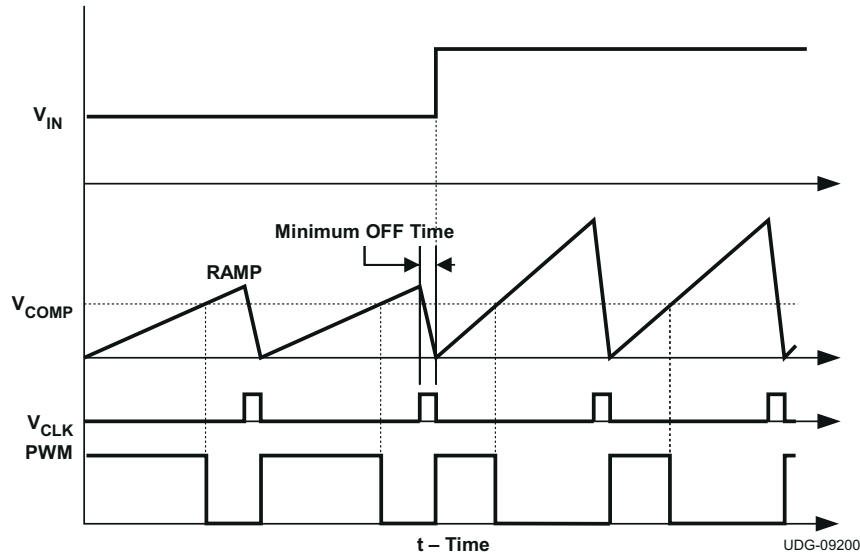 V_IN
Minimum OFF Time
RAMP
V_COMP
V_CLK
PWM
t – Time
UDG-09200